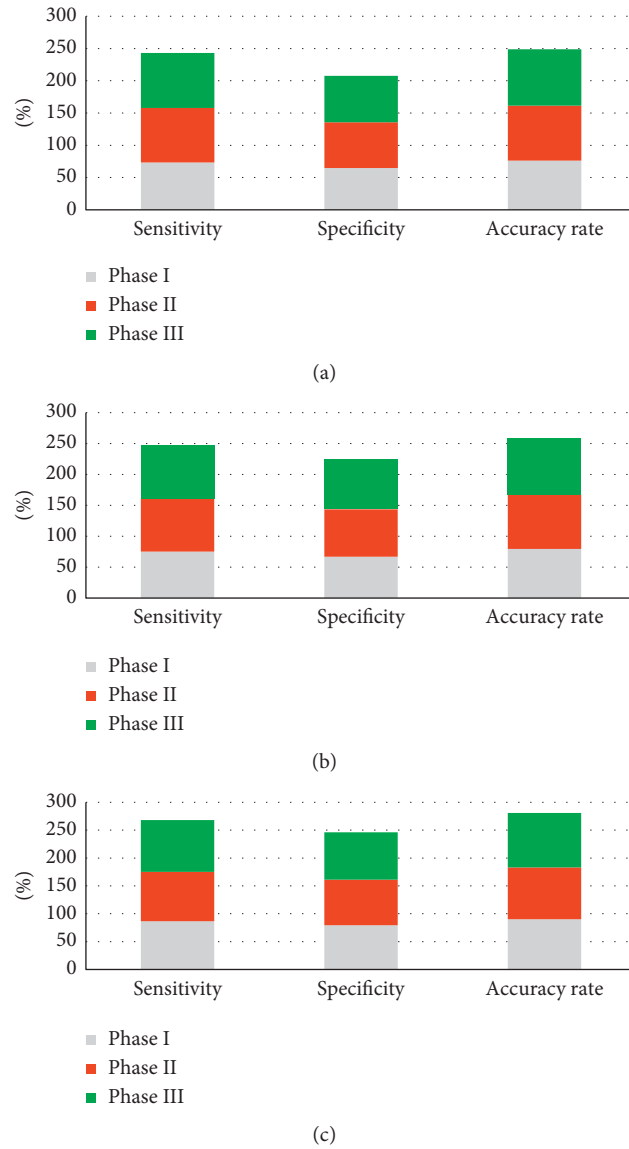 300
250
200
150
100
50
0
(%)
Sensitivity Specificity Accuracy rate
Phase I
Phase II
Phase III
(a)
300
250
200
150
100
50
0
(%)
Sensitivity Specificity Accuracy rate
Phase I
Phase II
Phase III
(b)
300
250
200
150
100
50
0
(%)
Sensitivity Specificity Accuracy rate
Phase I
Phase II
Phase III
(c)